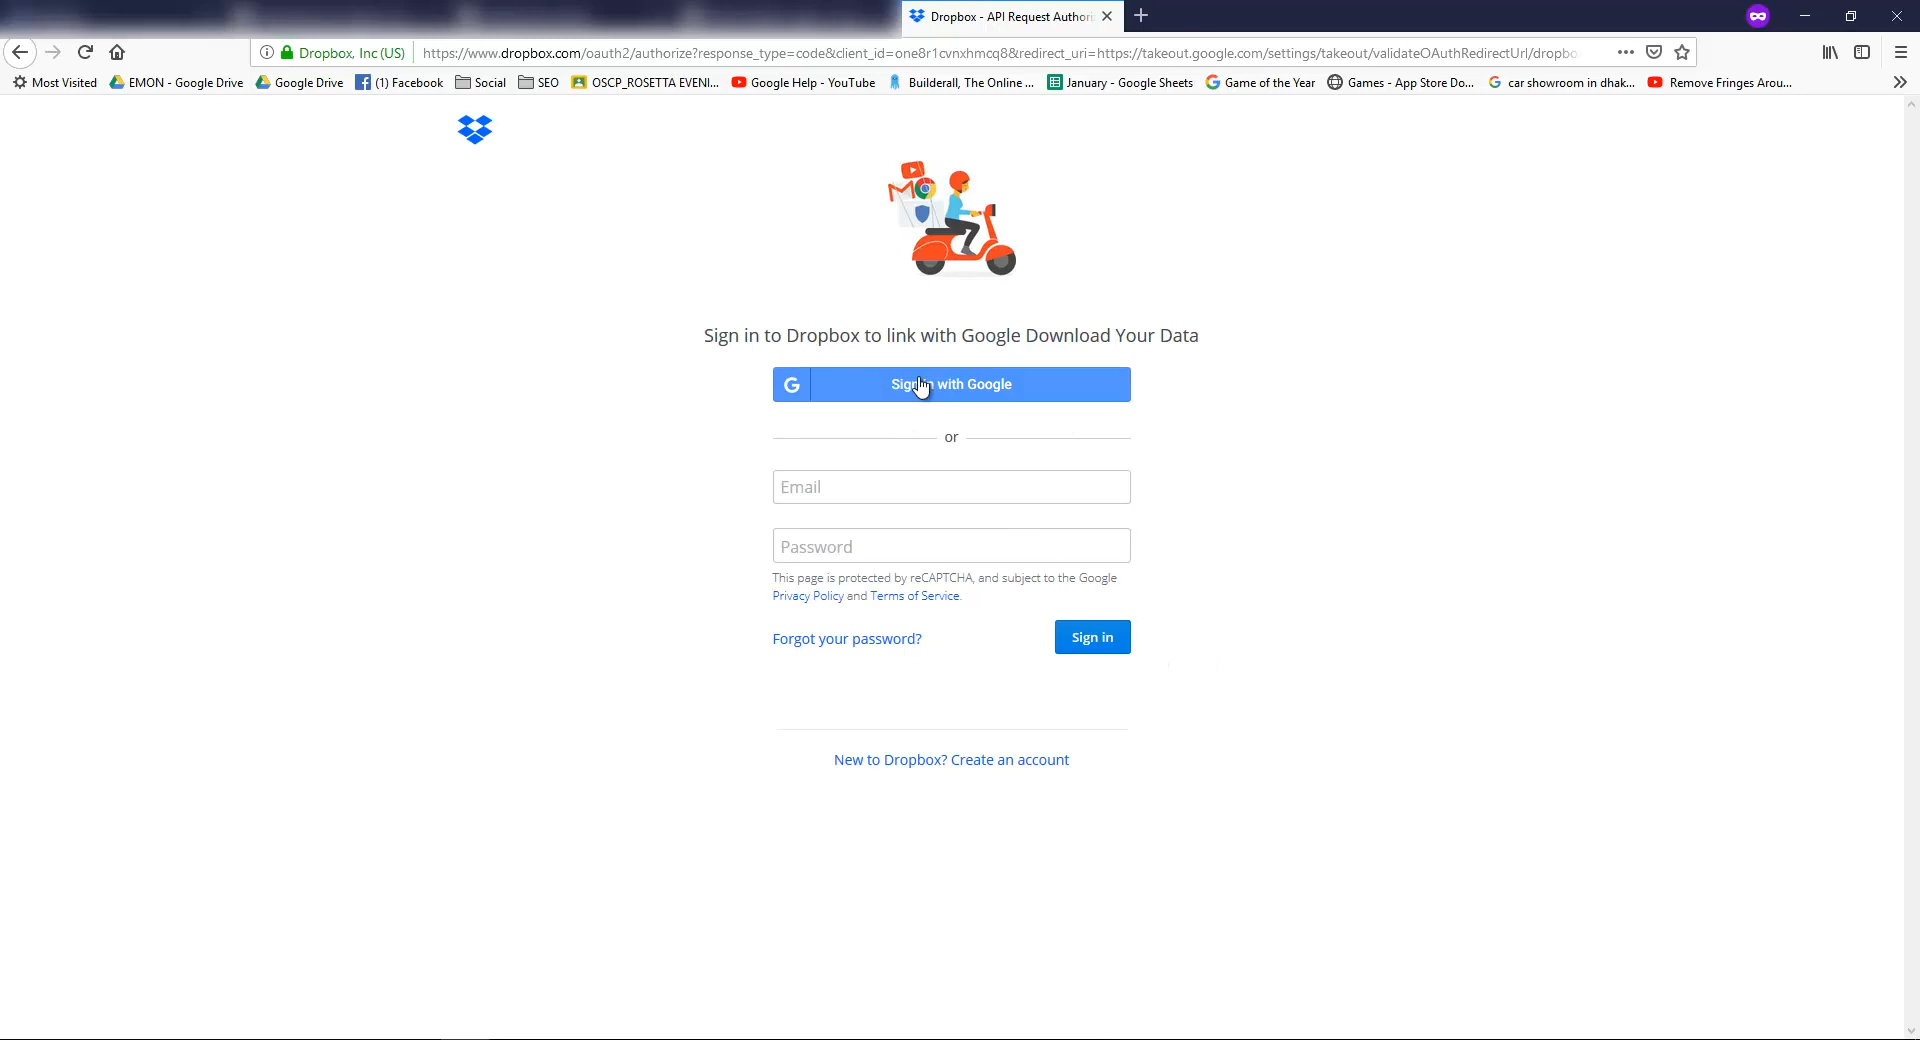 Dropbox - API Request Authori
Dropbox, Inc (US)
https://www.dropbox.com/oauth2/authorize?response_type=code&client_id=one8r1cvnxhmcq8&redirect_uri=https://takeout.google.com/settings/takeout/validateOAuthRedirectUrl/dropbo
Most Visited EMON - Google Drive Google Drive (1) Facebook Social SEO OSCP_ROSETTA EVENI... Google Help - YouTube Builderall, The Online ... January - Google Sheets Game of the Year Games - App Store Do... car showroom in dhak... Remove Fringes Arou...
Sign in to Dropbox to link with Google Download Your Data
G Sign in with Google
or
Email
Password
This page is protected by reCAPTCHA, and subject to the Google
Privacy Policy and Terms of Service.
Forgot your password? Sign in
New to Dropbox? Create an account